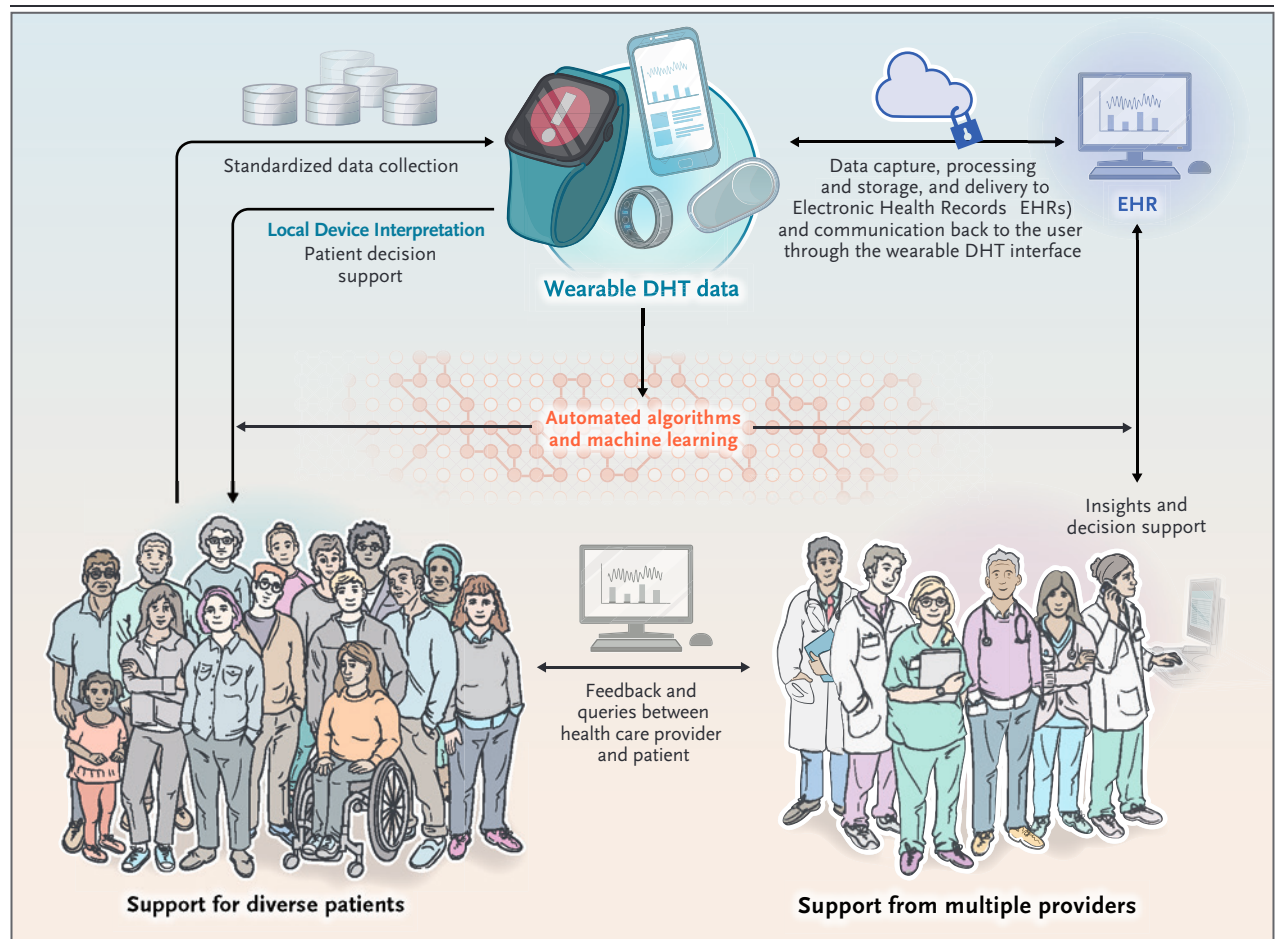 Standardized data collection
Local Device Interpretation
Patient decision
support
Wearable DHT data
Data capture, processing
and storage, and delivery to
Electronic Health Records EHRs)
and communication back to the user
through the wearable DHT interface
EHR
Automated algorithms
and machine learning
Insights and
decision support
Feedback and
queries between
health care provider
and patient
Support for diverse patients
Support from multiple providers